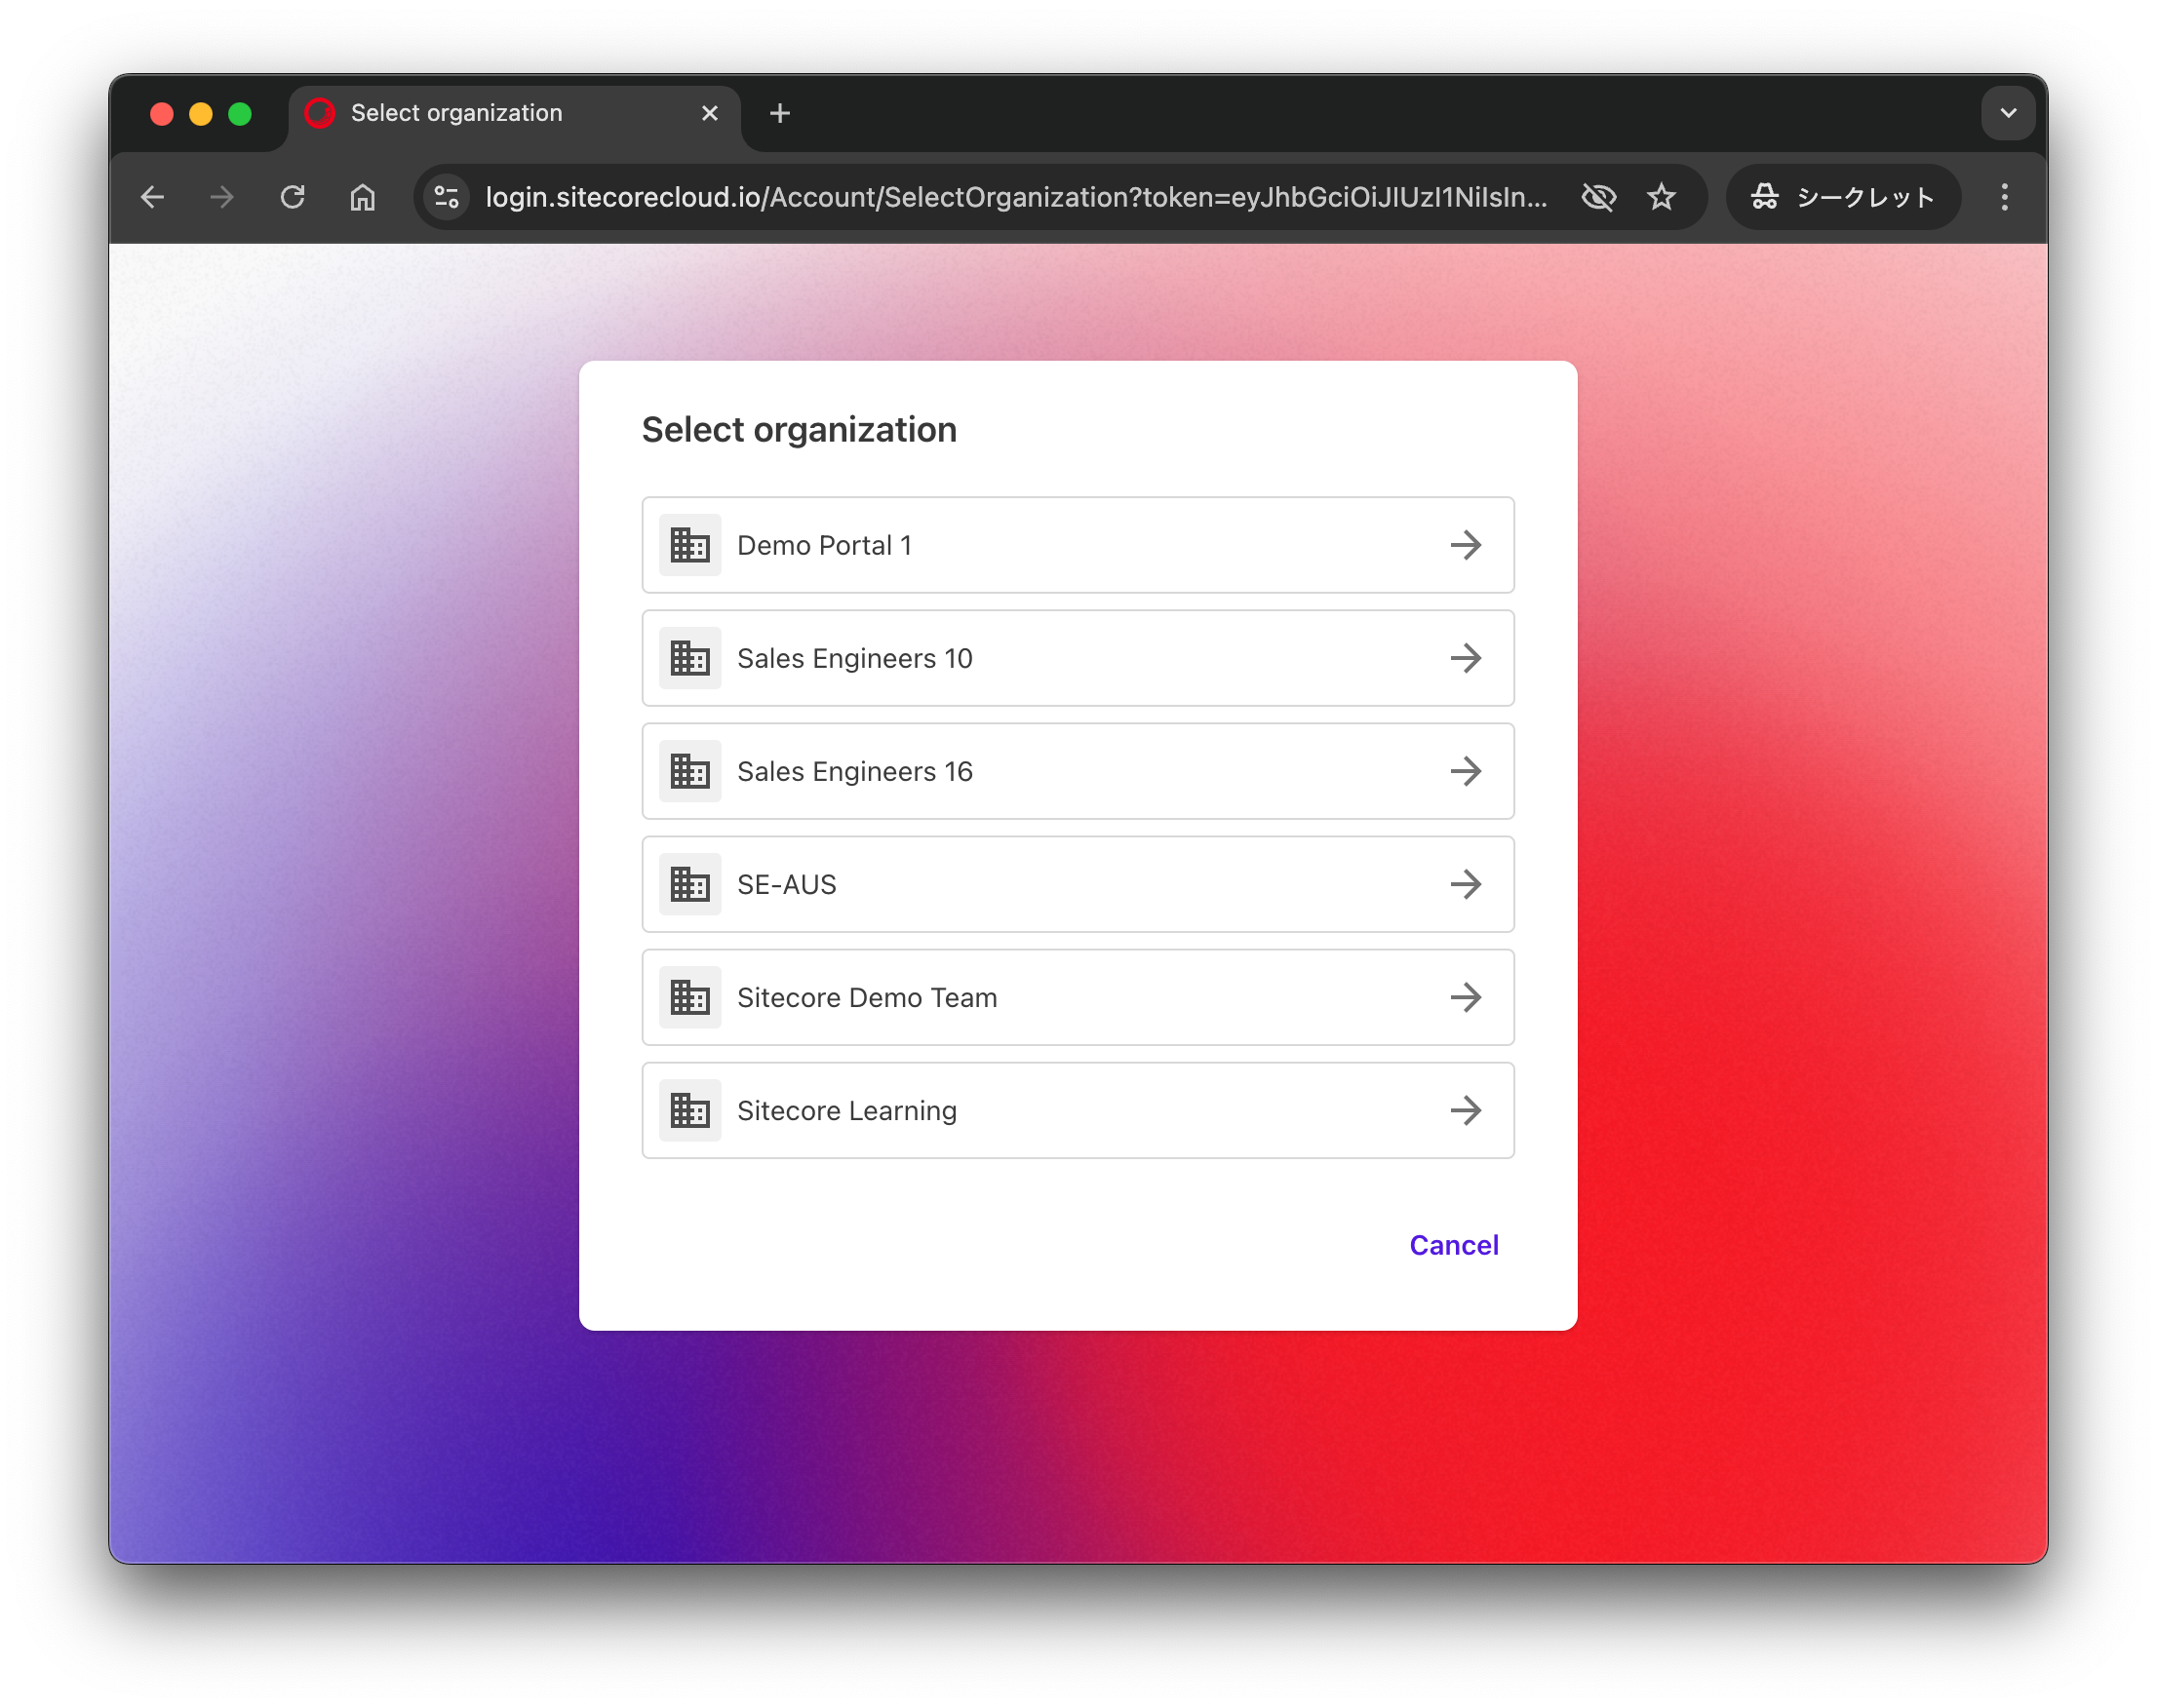 Select organization
login.sitecorecloud.io/Account/SelectOrganization?token=eyJhbGciOiJIUzI1NiIsIn...
シークレット
Select organization
Demo Portal 1
Sales Engineers 10
Sales Engineers 16
SE-AUS
Sitecore Demo Team
Sitecore Learning
Cancel